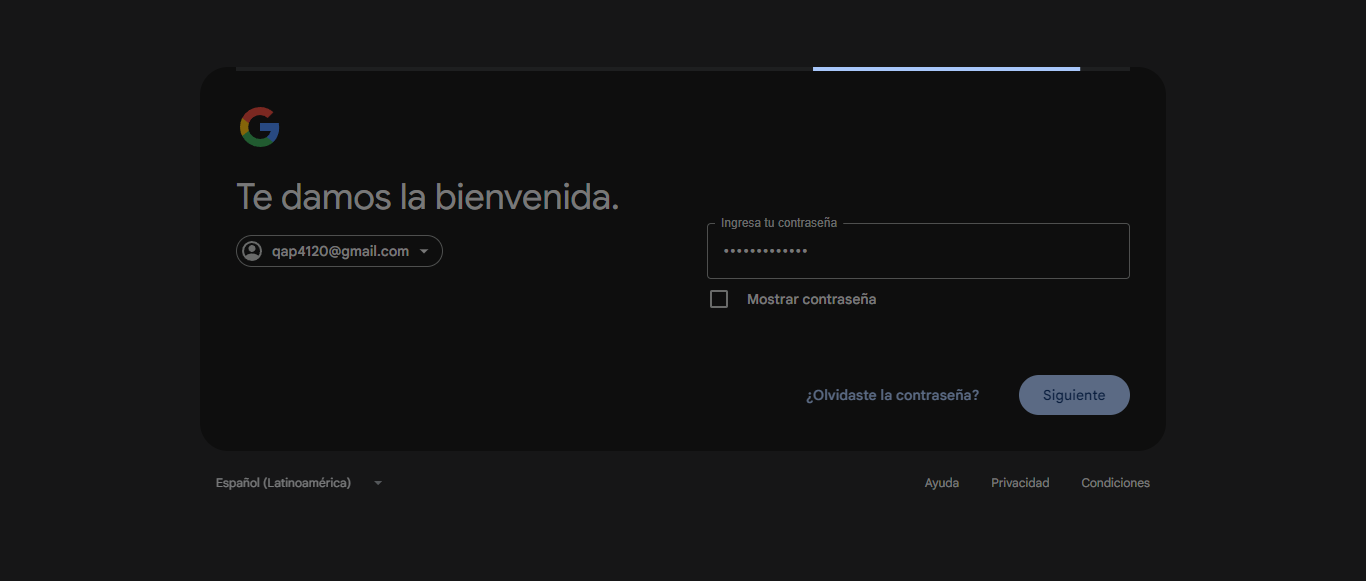 Te damos la bienvenida.
qap4120@gmail.com
Ingresa tu contraseña
•••••••••••••
Mostrar contraseña
¿Olvidaste la contraseña?
Siguiente
Español (Latinoamérica)
Ayuda
Privacidad
Condiciones